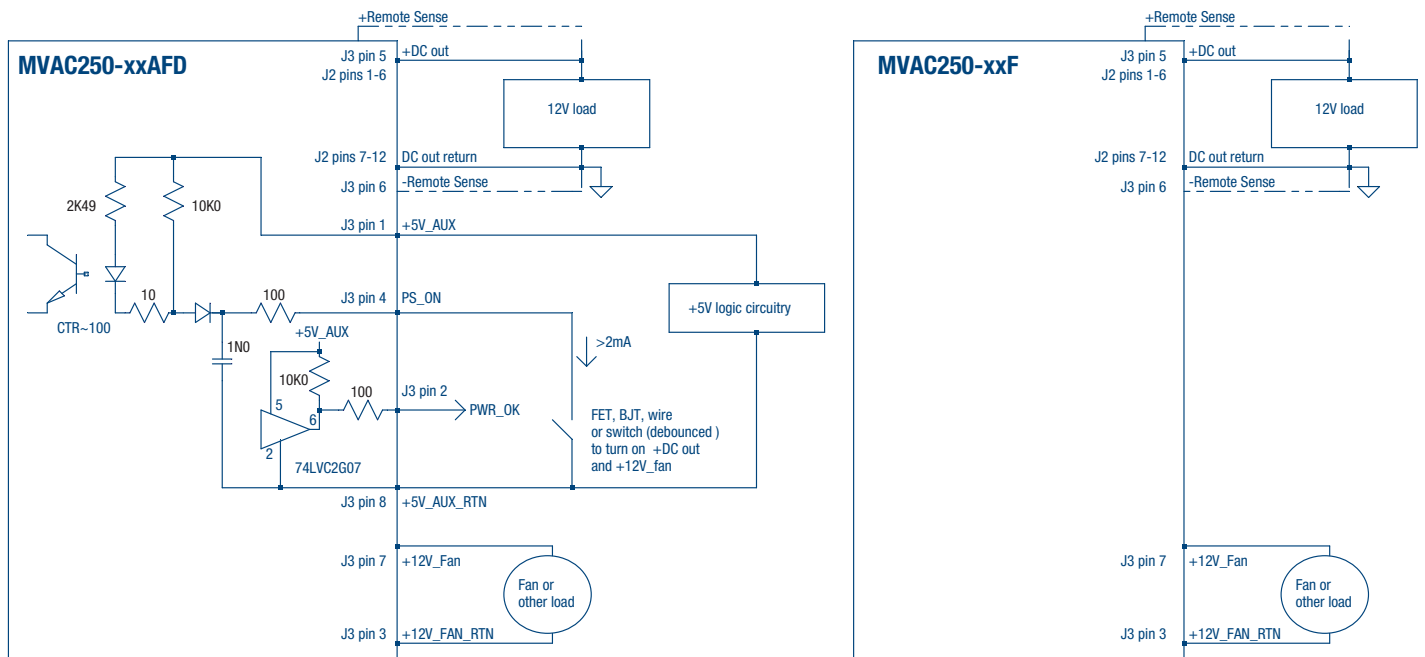 +Remote Sense
MVAC250-xxAFD
J3 pin 5
+DC out
J2 pins 1-6
12V load
J2 pins 7-12
DC out return
J3 pin 6
-Remote Sense
2K49
10K0
J3 pin 1
+5V_AUX
10
100
J3 pin 4
PS_ON
+5V logic circuitry
CTR~100
+5V_AUX
1N0
>2mA
10K0
100
J3 pin 2
5
6
PWR_OK
2
74LVC2G07
FET, BJT, wire
or switch (debounced )
to turn on +DC out
and +12V_fan
J3 pin 8
+5V_AUX_RTN
J3 pin 7
+12V_Fan
Fan or
other load
J3 pin 3
+12V_FAN_RTN
+Remote Sense
MVAC250-xxF
J3 pin 5
+DC out
J2 pins 1-6
12V load
J2 pins 7-12
DC out return
J3 pin 6
-Remote Sense
J3 pin 7
+12V_Fan
Fan or
other load
J3 pin 3
+12V_FAN_RTN